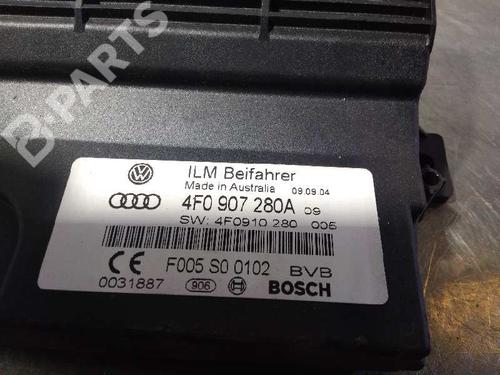 B-PARTS
ILM Beifahrer
Made in Australia 09.09.04
4F0 907 280A 09
SW: 4F0910 280 005
F005 S0 0102 BVB
0031887 906 BOSCH